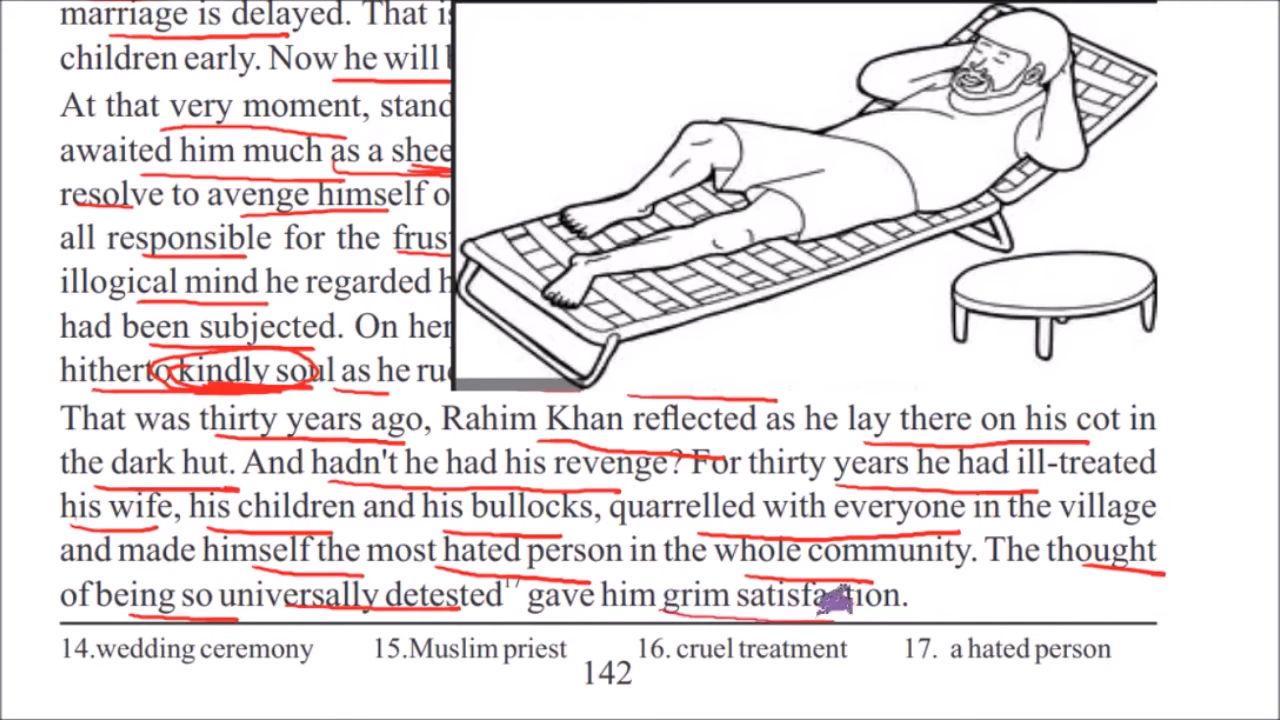 marriage is delayed. That is
children early. Now he will
At that very moment, stand
awaited him much as a shee
resolve to avenge himself o
all responsible for the frus
illogical mind he regarded h
had been subjected. On her
hitherto kindly soul as he ru
That was thirty years ago, Rahim Khan reflected as he lay there on his cot in
the dark hut. And hadn't he had his revenge? For thirty years he had ill-treated
his wife, his children and his bullocks, quarrelled with everyone in the village
and made himself the most hated person in the whole community. The thought
of being so universally detested17 gave him grim satisfaction.
14.wedding ceremony 15.Muslim priest 16. cruel treatment 17. a hated person
142